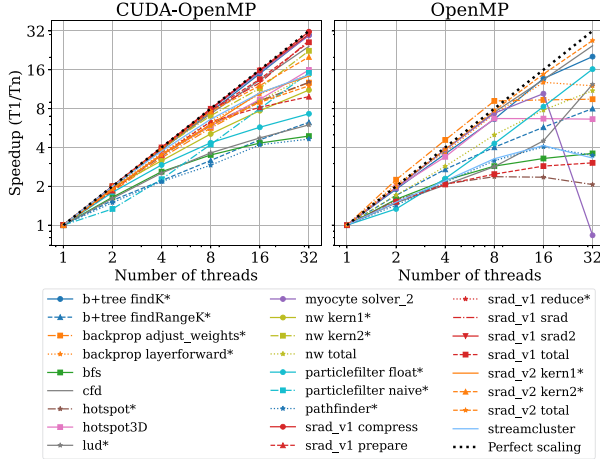 CUDA-OpenMP
OpenMP
Speedup (T1/Tn)
32
16
8
4
2
1
1 2 4 8 16 32
1 2 4 8 16 32
Number of threads
Number of threads
b+tree findK*
b+tree findRangeK*
backprop adjust_weights*
backprop layerforward*
bfs
cfd
hotspot*
hotspot3D
lud*
myocyte solver_2
nw kern1*
nw kern2*
nw total
particlefilter float*
particlefilter naive*
pathfinder*
srad_v1 compress
srad_v1 prepare
srad_v1 reduce*
srad_v1 srad
srad_v1 srad2
srad_v1 total
srad_v2 kern1*
srad_v2 kern2*
srad_v2 total
streamcluster
Perfect scaling